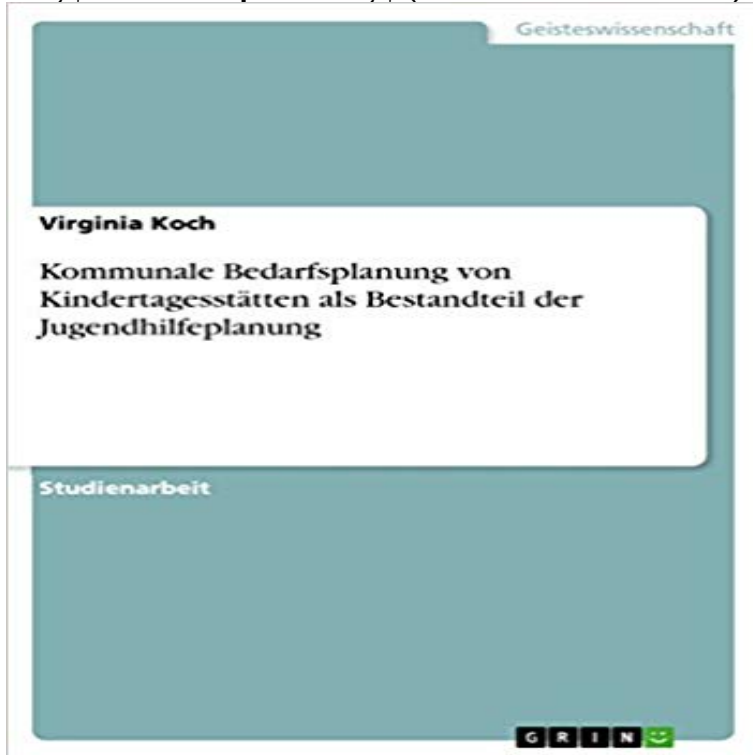 Geisteswissenschaft
Virginia Koch
Kommunale Bedarfsplanung von
Kindertagesstätten als Bestandteil der
Jugendhilfeplanung
Studienarbeit
GRIN